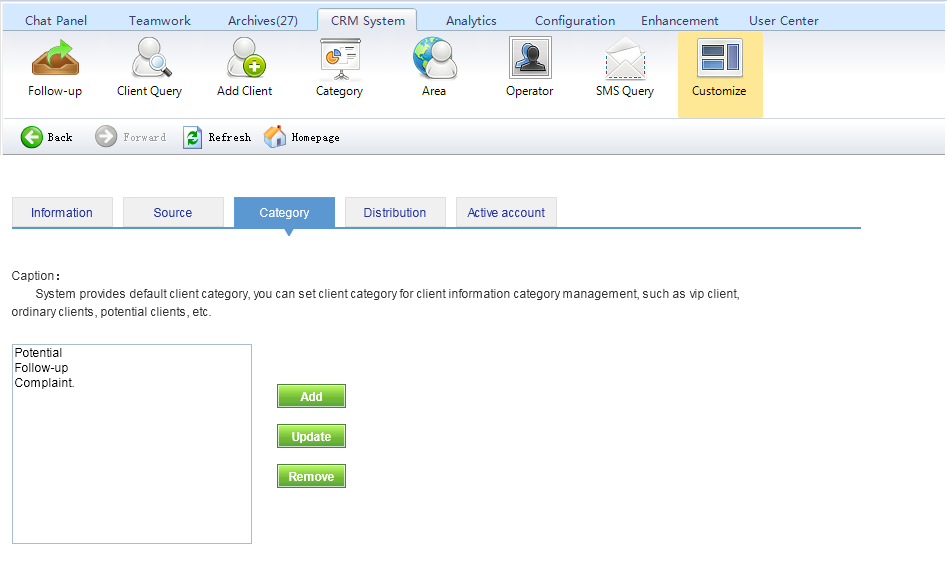 Chat Panel Teamwork Archives(27) CRM System Analytics Configuration Enhancement User Center
Follow-up Client Query Add Client Category Area Operator SMS Query Customize
Back Forward Refresh Homepage
Information Source Category Distribution Active account
Caption：
System provides default client category, you can set client category for client information category management, such as vip client,
ordinary clients, potential clients, etc.
Potential
Follow-up
Complaint.
Add
Update
Remove